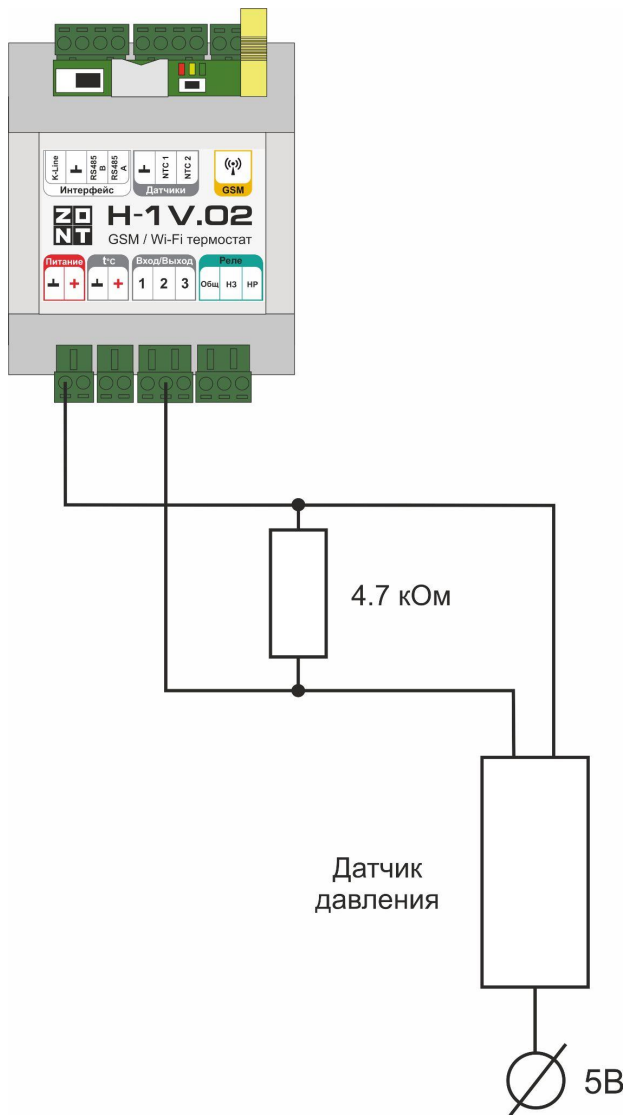 K-Line
RS485
B
RS485
A
NTC 1
NTC 2
Интерфейс
Датчики
GSM
ZONT
H-1V.02
GSM / Wi-Fi термостат
Питание
t°C
Вход/Выход
Реле
+
+
1
2
3
Общ
НЗ
НР
4.7 кОм
Датчик
давления
5В